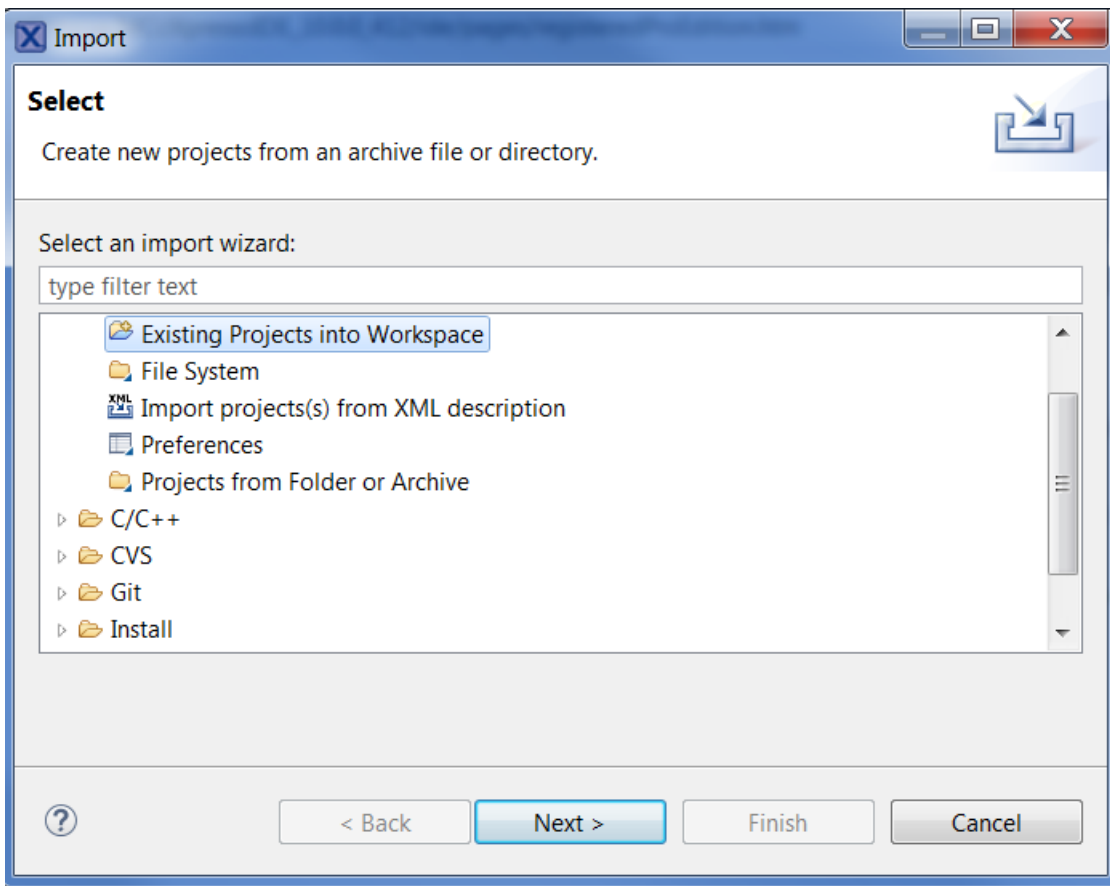 Import
Select
Create new projects from an archive file or directory.
Select an import wizard:
type filter text
Existing Projects into Workspace
File System
XML Import projects(s) from XML description
Preferences
Projects from Folder or Archive
C/C++
CVS
Git
Install
? < Back Next > Finish Cancel